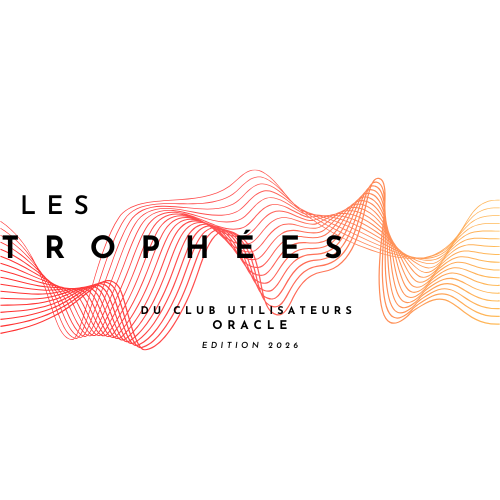 LES
TROPHÉES
DU CLUB UTILISATEURS
ORACLE
EDITION 2026